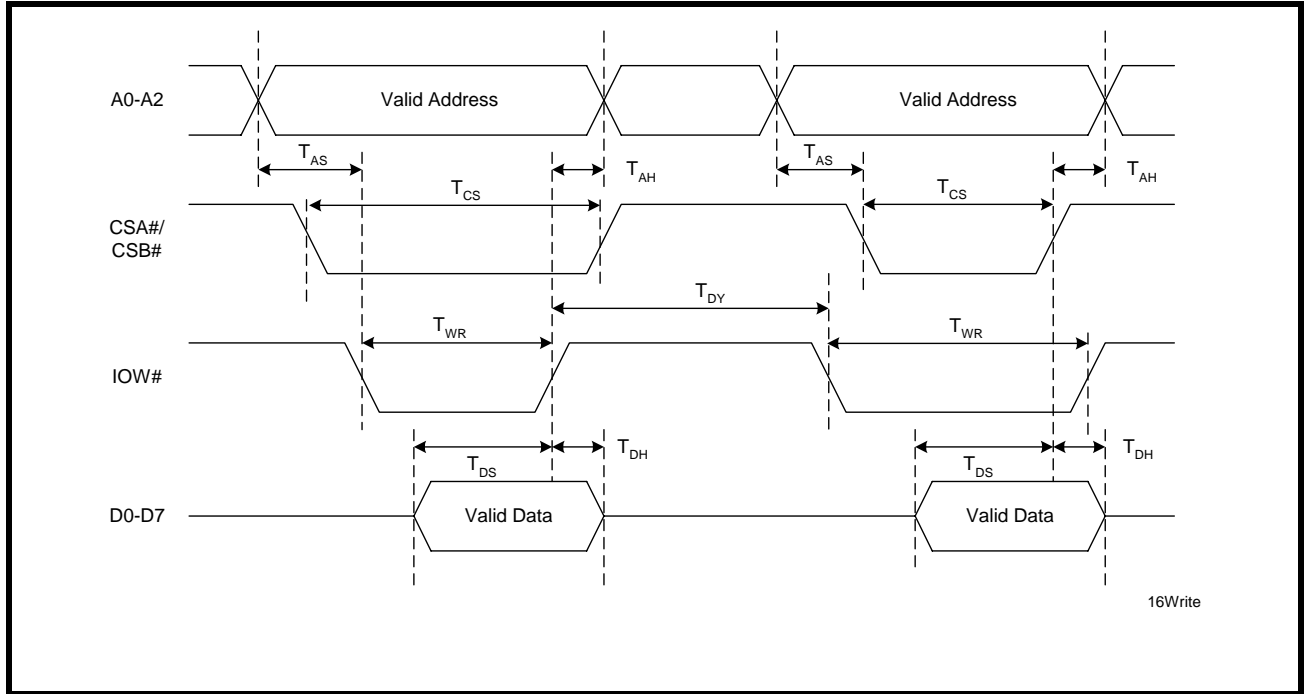 A0-A2
Valid Address
Valid Address
TAS
TAH
TAS
TAH
TCS
TCS
CSA#/
CSB#
TDY
TWR
TWR
IOW#
TDS
TDH
TDS
TDH
D0-D7
Valid Data
Valid Data
16Write